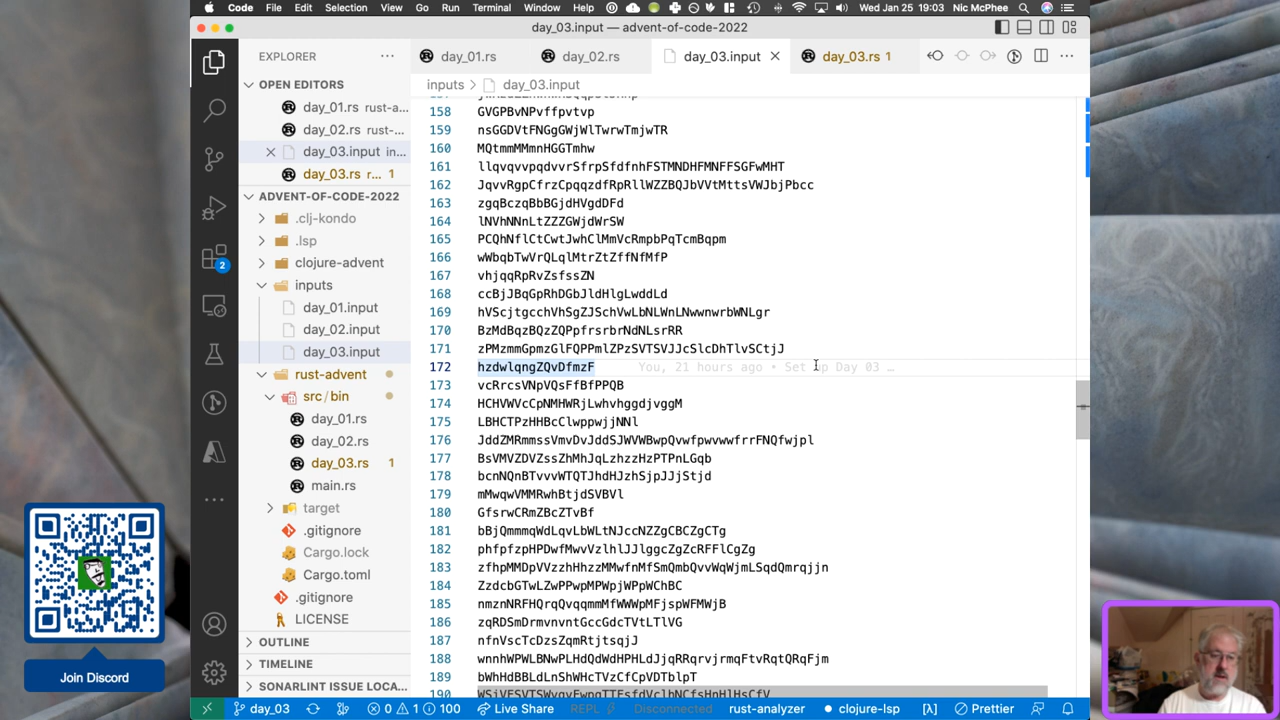 Code File Edit Selection View Go Run Terminal Window Help Wed Jan 25 19:03 Nic McPhee
day_03.input — advent-of-code-2022
EXPLORER
day_01.rs day_02.rs day_03.input day_03.rs 1
OPEN EDITORS
day_01.rs rust-a...
day_02.rs rust-...
day_03.input in...
day_03.rs r... 1
ADVENT-OF-CODE-2022
.clj-kondo
.lsp
clojure-advent
inputs
day_01.input
day_02.input
day_03.input
rust-advent
src/bin
day_01.rs
day_02.rs
day_03.rs 1
main.rs
target
.gitignore
Cargo.lock
Cargo.toml
.gitignore
LICENSE
OUTLINE
TIMELINE
SONARLINT ISSUE LOCA...
2
inputs > day_03.input
158 GVGPBvNPvffpvtvp
159 nsGGDVtFNGgGWjWlTwrwTmjwTR
160 MQtmmMMmnHGGTmhw
161 llqvqvvpqdvvrSfrpSfdfnhFSTMNDHFMNFFSGFwMHT
162 JqvvRgpCfrzCpqqzdfRpRllWZZBQJbVVtMttsVWJbjPbcc
163 zgqBczqBbBGjdHVgdDFd
164 lNVhNNnLtZZZGWjdWrSW
165 PCQhNflCtCwtJwhClMmVcRmpbPqTcmBqpm
166 wWbqbTwVrQLqlMtrZtZffNfMfP
167 vhjqqRpRvZsfssZN
168 ccBjJBqGpRhDGbJldHlgLwddLd
169 hVScjtgcchVhSgZJSchVwLbNLWnLNwwnwrbWNLgr
170 BzMdBqzBQzZQPpfrsrbrNdNLsrRR
171 zPMzmmGpmzGlFQPPmlZPzSVTSVJJcSlcDhTlvSCtjJ
172 hzdwlqngZQvDfmzF You, 21 hours ago • Set up Day 03 …
173 vcRrcsVNpVQsFfBfPPQB
174 HCHVWVcCpNMHWRjLwhvhggdjvggM
175 LBHCTPzHHBcClwppwjjNNl
176 JddZMRmmssVmvDvJddSJWVWBwpQvwfpwvwwfrrFNQfwjpl
177 BsVMVZDVZssZhMhJqLzhzzHzPTPnLGqb
178 bcnNQnBTvvvWTQTJhdHJzhSjpJJjStjd
179 mMwqwVMMRwhBtjdSVBVl
180 GfsrwCRmZBcZTvBf
181 bBjQmmmqWdLqvLbWLtNJccNZZgCBCZgCTg
182 phfpfzpHPDwfMwvVzlhlJJlggcZgZcRFFlCgZg
183 zfhpMMDpVVzzhHhzzMMwfnMfSmQmbQvvWqWjmLSqdQmrqjjn
184 ZzdcbGTwLZwPPwpMPWpjWPpWChBC
185 nmznNRFHQrqQvqqmmMfWWWpMFjspWFMWjB
186 zqRDSmDrmvnvntGccGdcTVtLTlVG
187 nfnVscTcDzsZqmRtjtsqjJ
188 wnnhWPWLBNwPLHdQdWdHPHLdJjqRRqrvjrmqFtvRqtQRqFjm
189 bWhHdBBLdLnShWHcTVzCfCpVDTblpT
190
Join Discord
day_03 0 1 100 Live Share REPL Disconnected rust-analyzer clojure-lsp [λ] Prettier